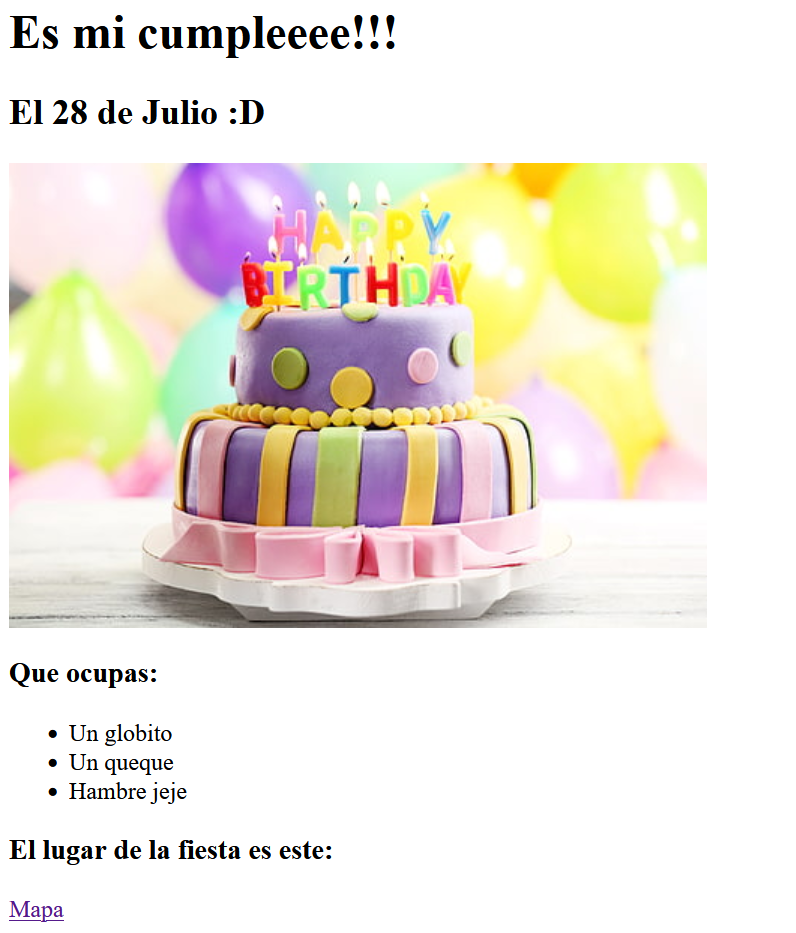 Es mi cumpleeee!!!
El 28 de Julio :D
HAPPY
BIRTHDAY
Que ocupas:
Un globito
Un queque
Hambre jeje
El lugar de la fiesta es este:
Mapa